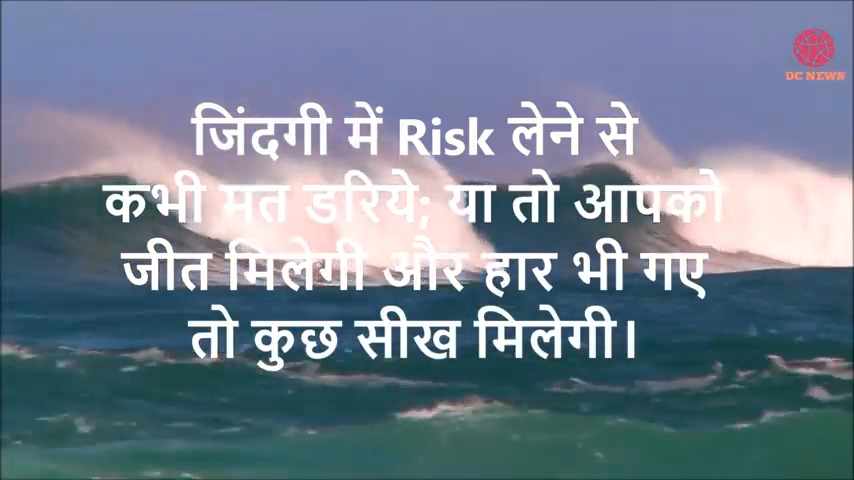 DC NEWS
जिंदगी में Risk लेने से
कभी मत डरिये; या तो आपको
जीत मिलेगी और हार भी गए
तो कुछ सीख मिलेगी।